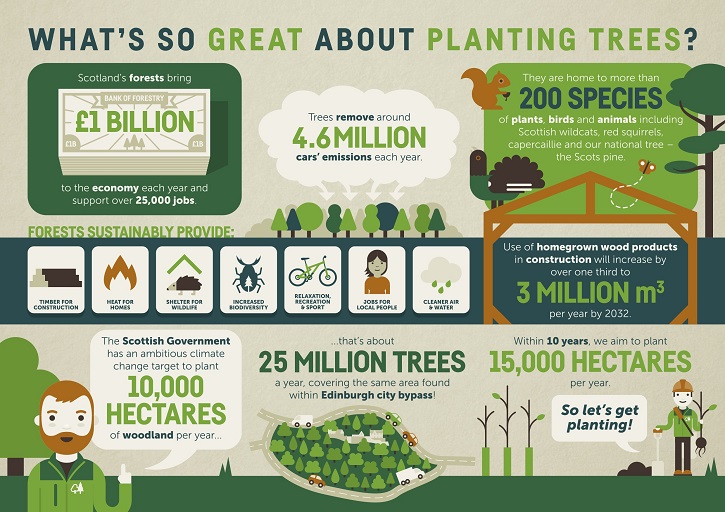 WHAT'S SO GREAT ABOUT PLANTING TREES?
Scotland's forests bring
BANK OF FORESTRY
£1 BILLION
£1B £1B
to the economy each year and
support over 25,000 jobs.
Trees remove around
4.6 MILLION
cars' emissions each year.
They are home to more than
200 SPECIES
of plants, birds and animals including
Scottish wildcats, red squirrels,
capercaillie and our national tree –
the Scots pine.
FORESTS SUSTAINABLY PROVIDE:
TIMBER FOR
CONSTRUCTION
HEAT FOR
HOMES
SHELTER FOR
WILDLIFE
INCREASED
BIODIVERSITY
RELAXATION,
RECREATION
& SPORT
JOBS FOR
LOCAL PEOPLE
CLEANER AIR
& WATER
Use of homegrown wood products
in construction will increase by
over one third to
3 MILLION m³
per year by 2032.
The Scottish Government
has an ambitious climate
change target to plant
10,000
HECTARES
of woodland per year...
...that's about
25 MILLION TREES
a year, covering the same area found
within Edinburgh city bypass!
Within 10 years, we aim to plant
15,000 HECTARES
per year.
So let's get
planting!